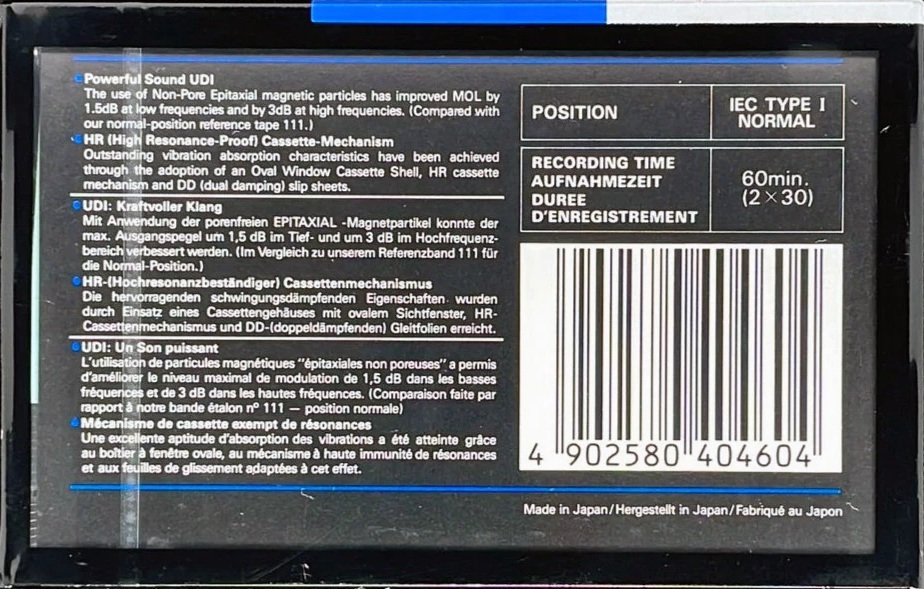 Powerful Sound UDI
The use of Non-Pore Epitaxial magnetic particles has improved MOL by
1.5dB at low frequencies and by 3dB at high frequencies. (Compared with
our normal-position reference tape 111.)
HR (High Resonance-Proof) Cassette-Mechanism
Outstanding vibration absorption characteristics have been achieved
through the adoption of an Oval Window Cassette Shell, HR cassette
mechanism and DD (dual damping) slip sheets.
UDI: Kraftvoller Klang
Mit Anwendung der porenfreien EPITAXIAL -Magnetpartikel konnte der
max. Ausgangspegel um 1,5 dB im Tief- und um 3 dB im Hochfrequenz-
bereich verbessert werden. (Im Vergleich zu unserem Referenzband 111 für
die Normal-Position.)
HR-(Hochresonanzbeständiger) Cassettenmechanismus
Die hervorragenden schwingungsdämpfenden Eigenschaften wurden
durch Einsatz eines Cassettengehäuses mit ovalem Sichtfenster, HR-
Cassettenmechanismus und DD-(doppeldämpfenden) Gleitfolien erreicht.
UDI: Un Son puissant
L'utilisation de particules magnétiques "épitaxiales non poreuses" a permis
d'améliorer le niveau maximal de modulation de 1,5 dB dans les basses
fréquences et de 3 dB dans les hautes fréquences. (Comparaison faite par
rapport à notre bande étalon nº 111 — position normale)
Mécanisme de cassette exempt de résonances
Une excellente aptitude d'absorption des vibrations a été atteinte grâce
au boîtier à fenêtre ovale, au mécanisme à haute immunité de résonances
et aux feuilles de glissement adaptées à cet effet.
POSITION
IEC TYPE I
NORMAL
RECORDING TIME
AUFNAHMEZEIT
DUREE
D'ENREGISTREMENT
60min.
(2×30)
4 902580 404604
Made in Japan/Hergestellt in Japan/Fabriqué au Japon